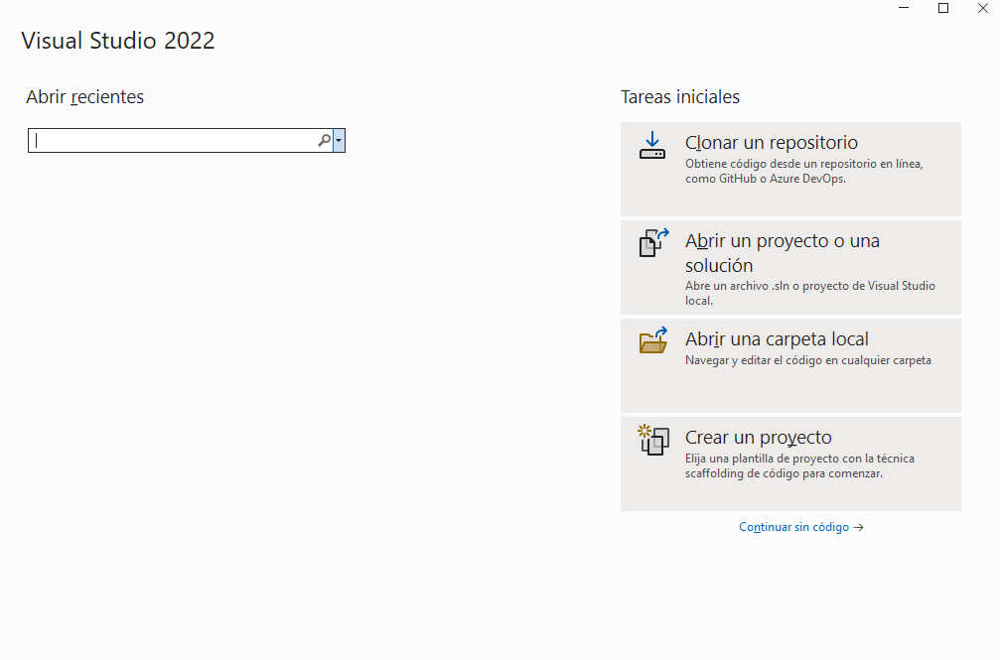 Visual Studio 2022
Abrir recientes
Tareas iniciales
Clonar un repositorio
Obtiene código desde un repositorio en línea,
como GitHub o Azure DevOps.
Abrir un proyecto o una
solución
Abre un archivo .sln o proyecto de Visual Studio
local.
Abrir una carpeta local
Navegar y editar el código en cualquier carpeta
Crear un proyecto
Elija una plantilla de proyecto con la técnica
scaffolding de código para comenzar.
Continuar sin código →